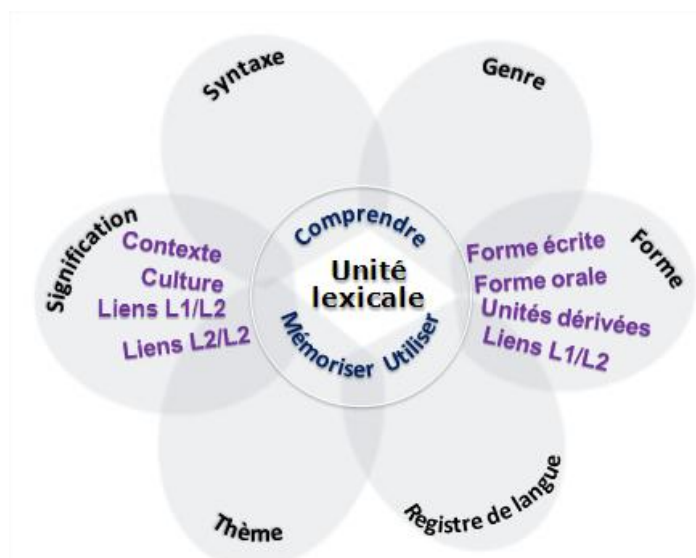 Syntaxe
Genre
Signification
Contexte
Culture
Liens L1/L2
Liens L2/L2
Comprendre
Unité
lexicale
Mémoriser Utiliser
Forme
Forme écrite
Forme orale
Unités dérivées
Liens L1/L2
Thème
Registre de langue